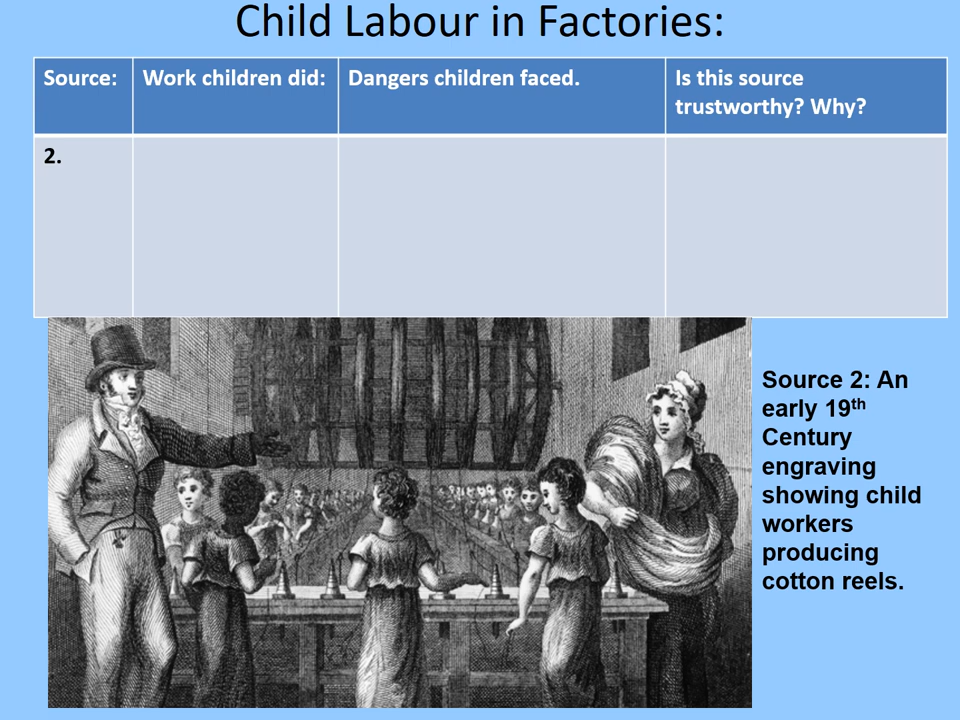 Child Labour in Factories:
Source:
Work children did:
Dangers children faced.
Is this source
trustworthy? Why?
2.
Source 2: An
early 19th
Century
engraving
showing child
workers
producing
cotton reels.